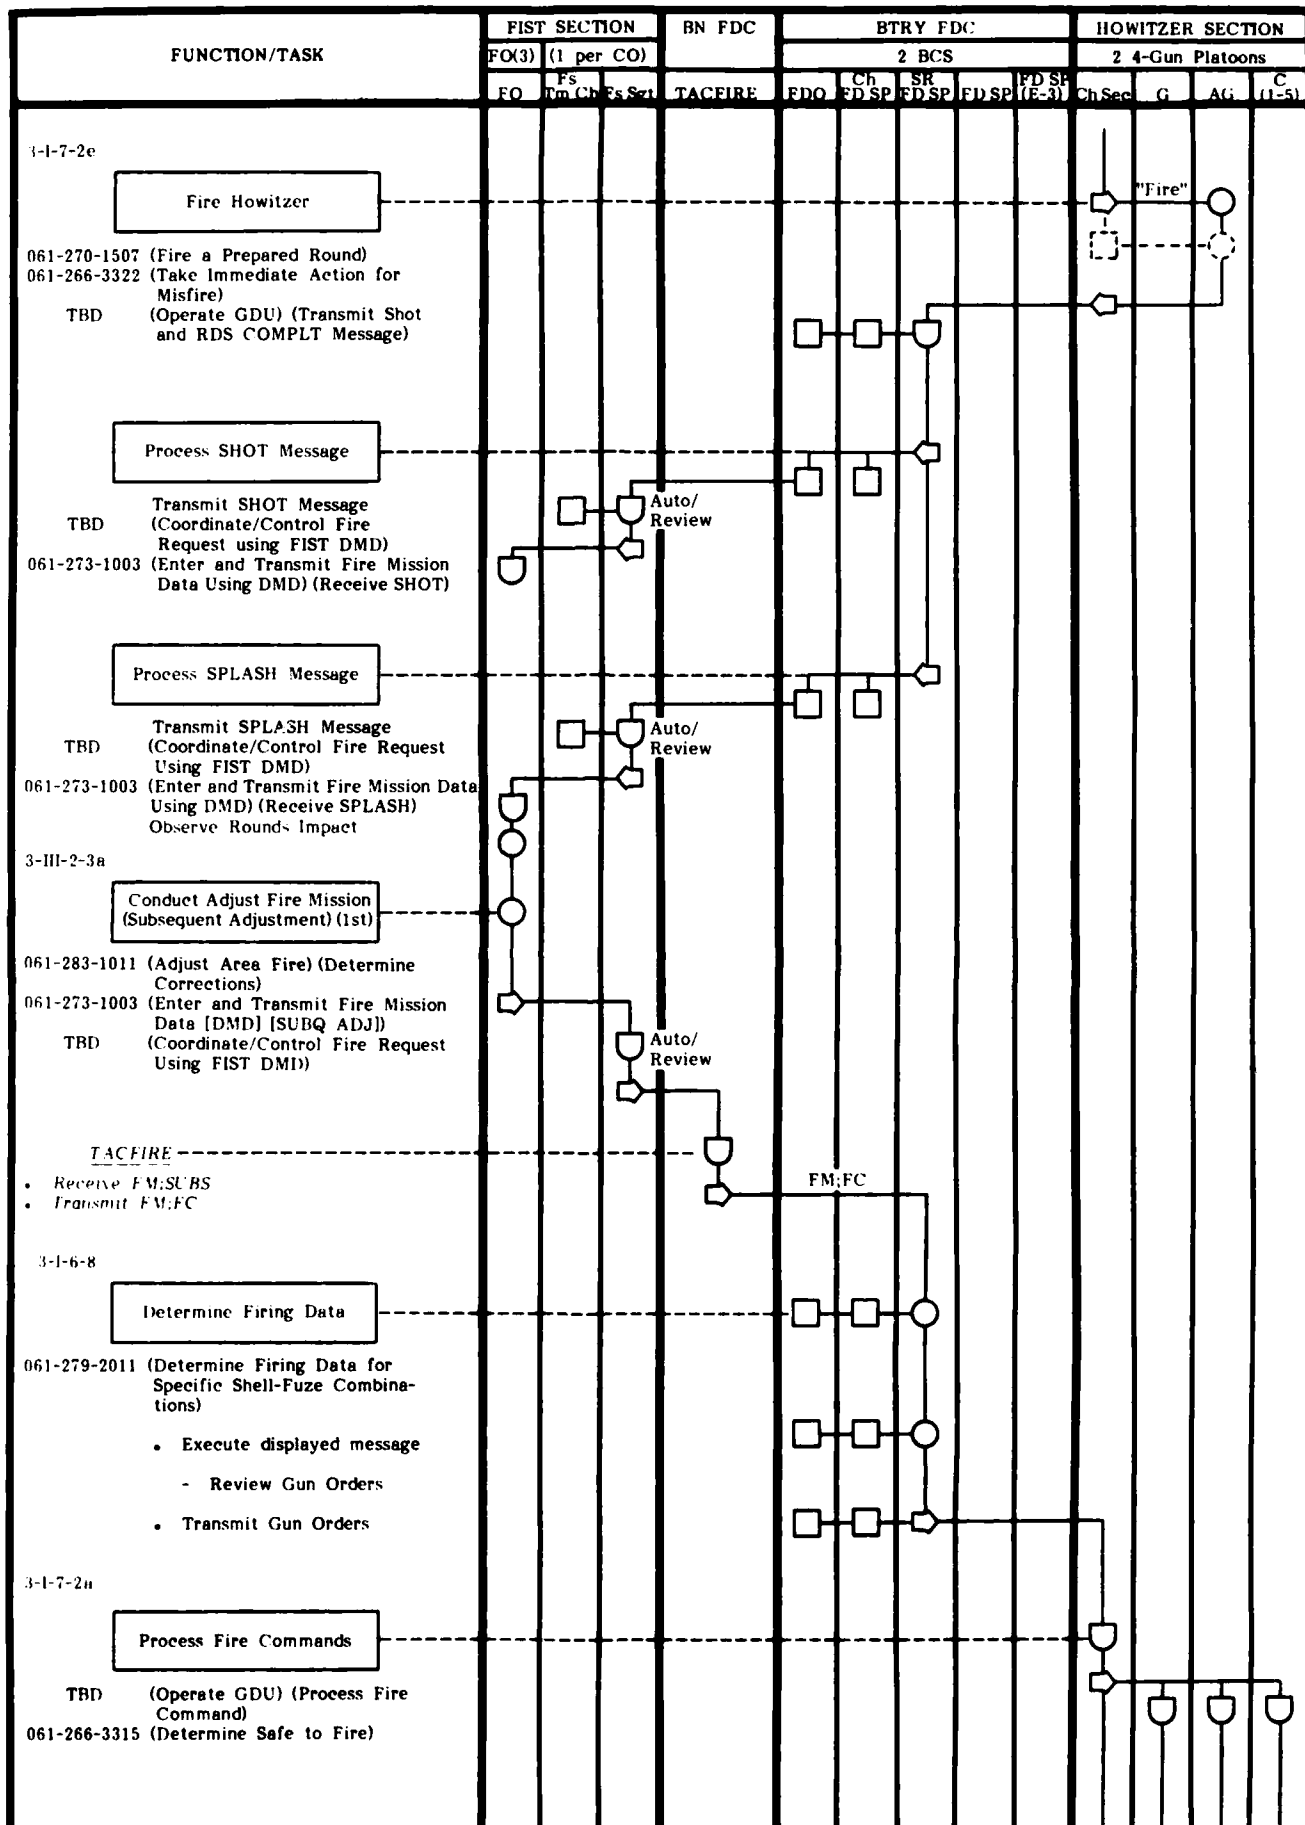 FUNCTION/TASK
FIST SECTION
BN FDC
BTRY FDC
HOWITZER SECTION
FO(3)
(1 per CO)
2 BCS
2 4-Gun Platoons
FO
Fs
Tm Ch
Fs Sgt
TACFIRE
FDO
Ch
FD SP
SR
FD SP
FD SP
FD SP
(E-3)
Ch Sec
G
AG
C
(1-5)
3-I-7-2e
Fire Howitzer
"Fire"
061-270-1507 (Fire a Prepared Round)
061-266-3322 (Take Immediate Action for
Misfire)
TBD (Operate GDU) (Transmit Shot
and RDS COMPLT Message)
Process SHOT Message
Auto/
Review
Transmit SHOT Message
TBD (Coordinate/Control Fire
Request using FIST DMD)
061-273-1003 (Enter and Transmit Fire Mission
Data Using DMD) (Receive SHOT)
Process SPLASH Message
Auto/
Review
Transmit SPLASH Message
TBD (Coordinate/Control Fire Request
Using FIST DMD)
061-273-1003 (Enter and Transmit Fire Mission Data
Using DMD) (Receive SPLASH)
Observe Rounds Impact
3-III-2-3a
Conduct Adjust Fire Mission
(Subsequent Adjustment) (1st)
061-283-1011 (Adjust Area Fire) (Determine
Corrections)
061-273-1003 (Enter and Transmit Fire Mission
Data [DMD] [SUBQ ADJ])
TBD (Coordinate/Control Fire Request
Using FIST DMD))
Auto/
Review
TACFIRE
• Receive FM;SUBS
• Transmit FM;FC
FM;FC
3-I-6-8
Determine Firing Data
061-279-2011 (Determine Firing Data for
Specific Shell-Fuze Combina-
tions)
• Execute displayed message
- Review Gun Orders
• Transmit Gun Orders
3-I-7-2a
Process Fire Commands
TBD (Operate GDU) (Process Fire
Command)
061-266-3315 (Determine Safe to Fire)